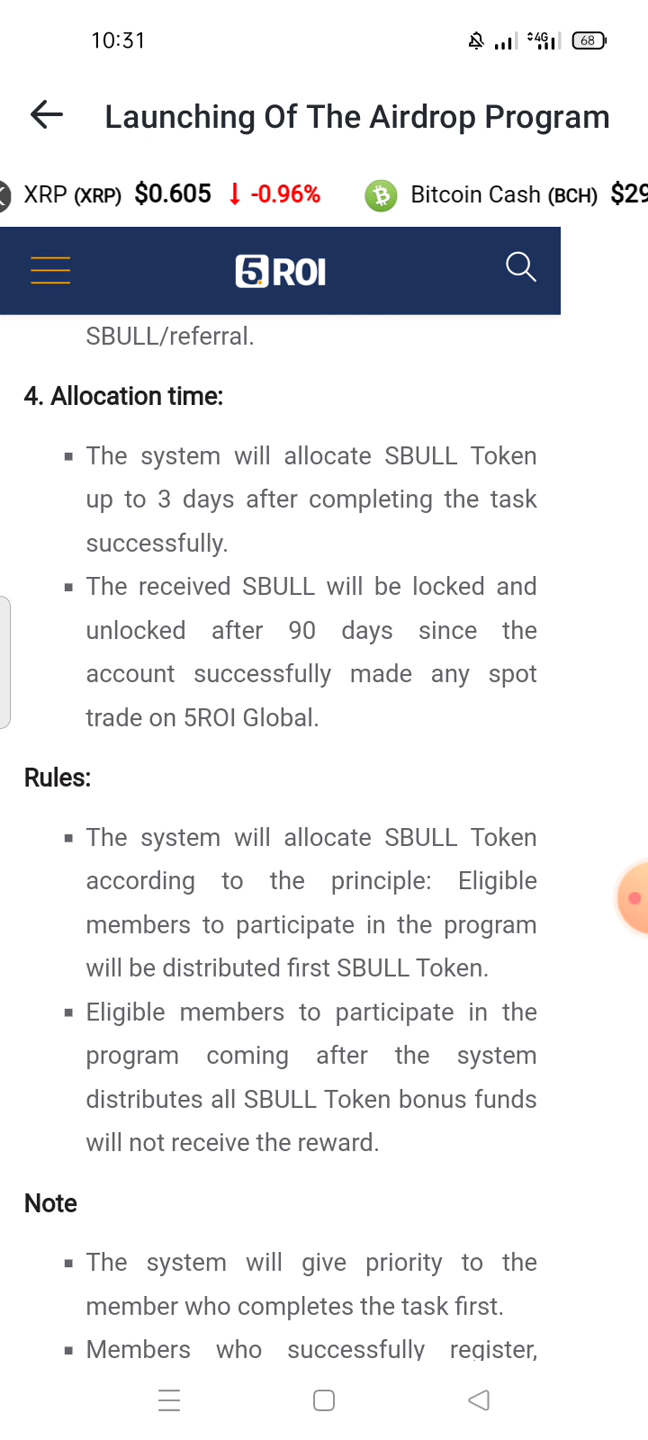 10:31
4G
68
Launching Of The Airdrop Program
XRP (XRP) $0.605 ↓ -0.96% Bitcoin Cash (BCH) $29
5ROI
SBULL/referral.
4. Allocation time:
▪ The system will allocate SBULL Token
up to 3 days after completing the task
successfully.
▪ The received SBULL will be locked and
unlocked after 90 days since the
account successfully made any spot
trade on 5ROI Global.
Rules:
▪ The system will allocate SBULL Token
according to the principle: Eligible
members to participate in the program
will be distributed first SBULL Token.
▪ Eligible members to participate in the
program coming after the system
distributes all SBULL Token bonus funds
will not receive the reward.
Note
▪ The system will give priority to the
member who completes the task first.
▪ Members who successfully register,